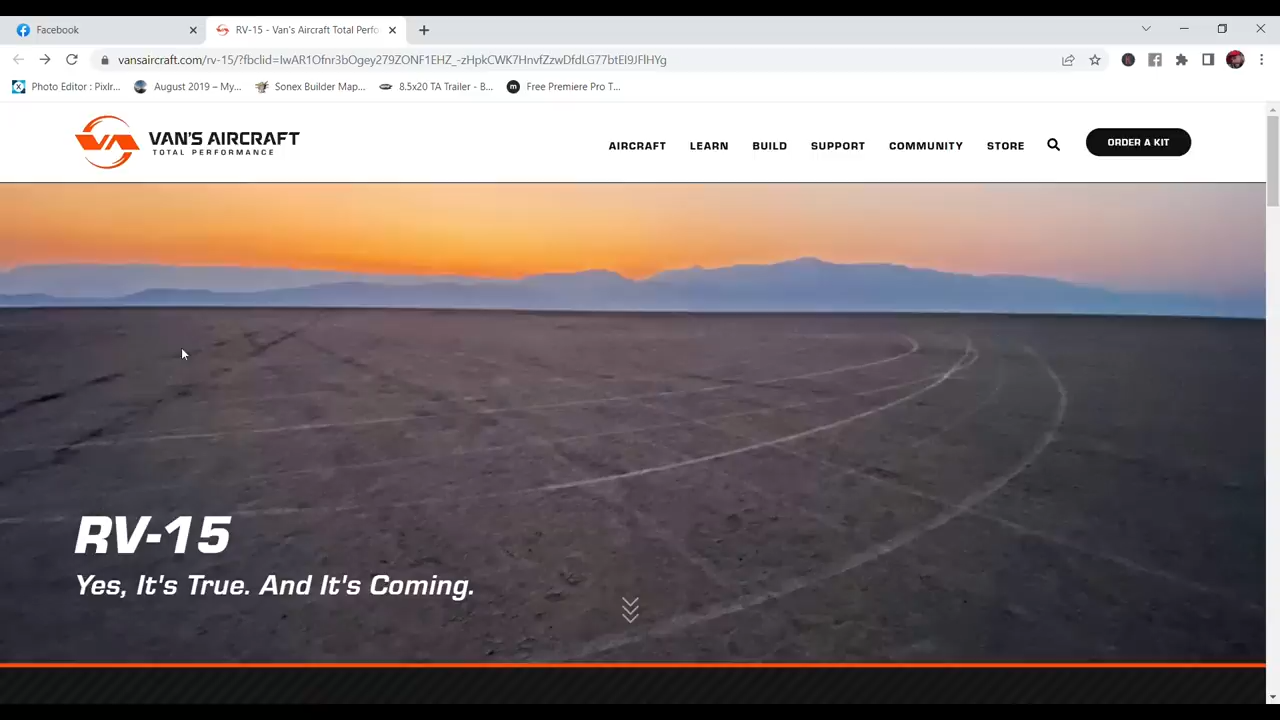 Facebook
RV-15 - Van's Aircraft Total Perfo
vansaircraft.com/rv-15/?fbclid=IwAR1Ofnr3bOgey279ZONF1EHZ_-zHpkCWK7HnvfZzwDfdLG77btEI9JFlHYg
Photo Editor : Pixlr...
August 2019 – My...
Sonex Builder Map...
8.5x20 TA Trailer - B...
Free Premiere Pro T...
VAN'S AIRCRAFT
TOTAL PERFORMANCE
AIRCRAFT
LEARN
BUILD
SUPPORT
COMMUNITY
STORE
ORDER A KIT
RV-15
Yes, It's True. And It's Coming.